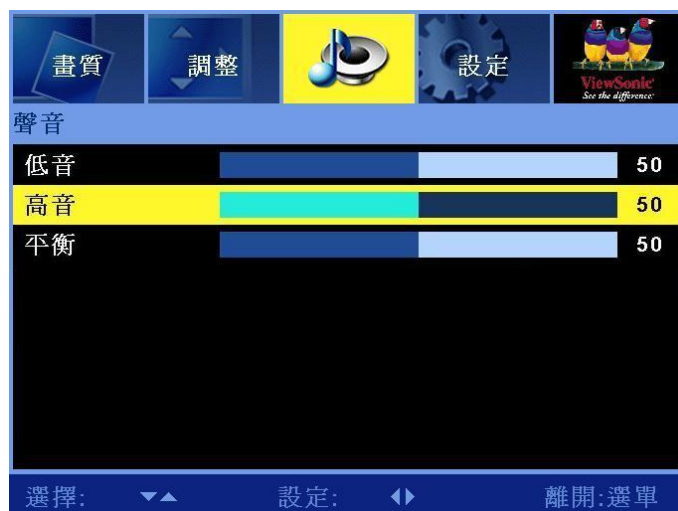 畫質 調整 設定 ViewSonic®
See the difference™
聲音
低音 50
高音 50
平衡 50
選擇: ▼▲ 設定: ◀▶ 離開:選單